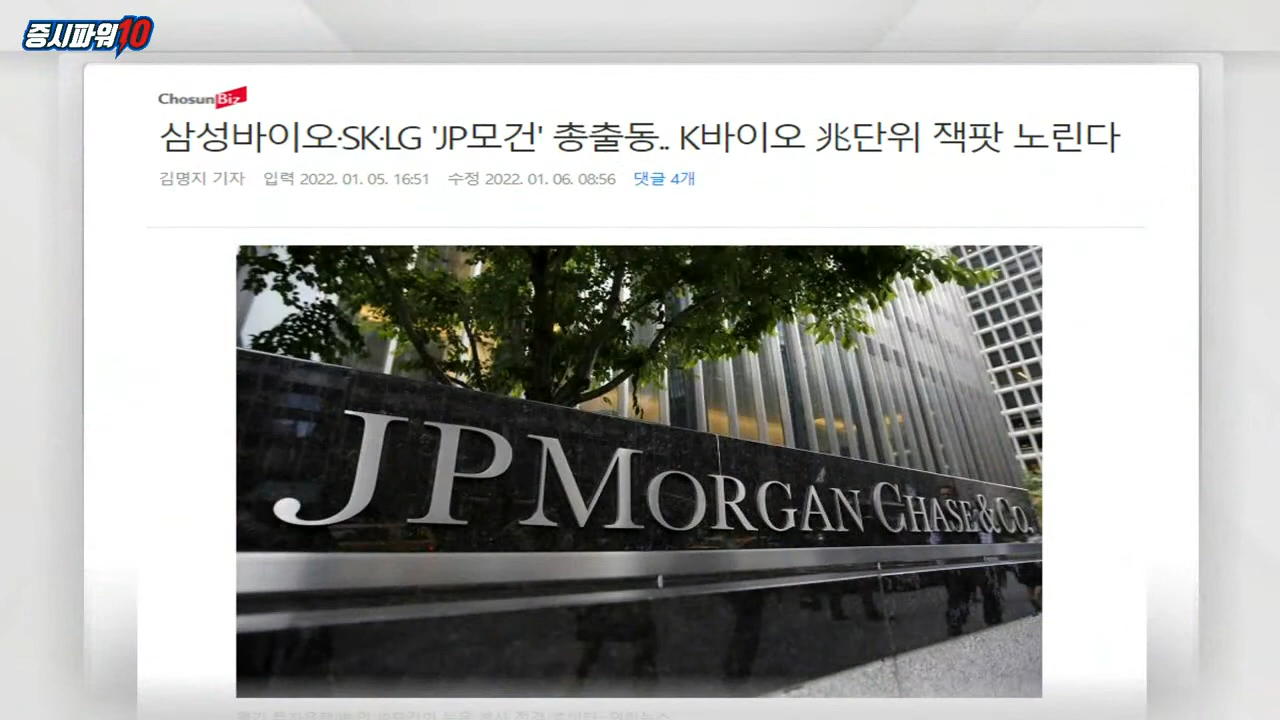 증시파워10
ChosunBiz
삼성바이오·SK·LG 'JP모건' 총출동.. K바이오 兆단위 잭팟 노린다
김명지 기자 입력 2022. 01. 05. 16:51 수정 2022. 01. 06. 08:56 댓글 4개
JPMORGAN CHASE & CO.